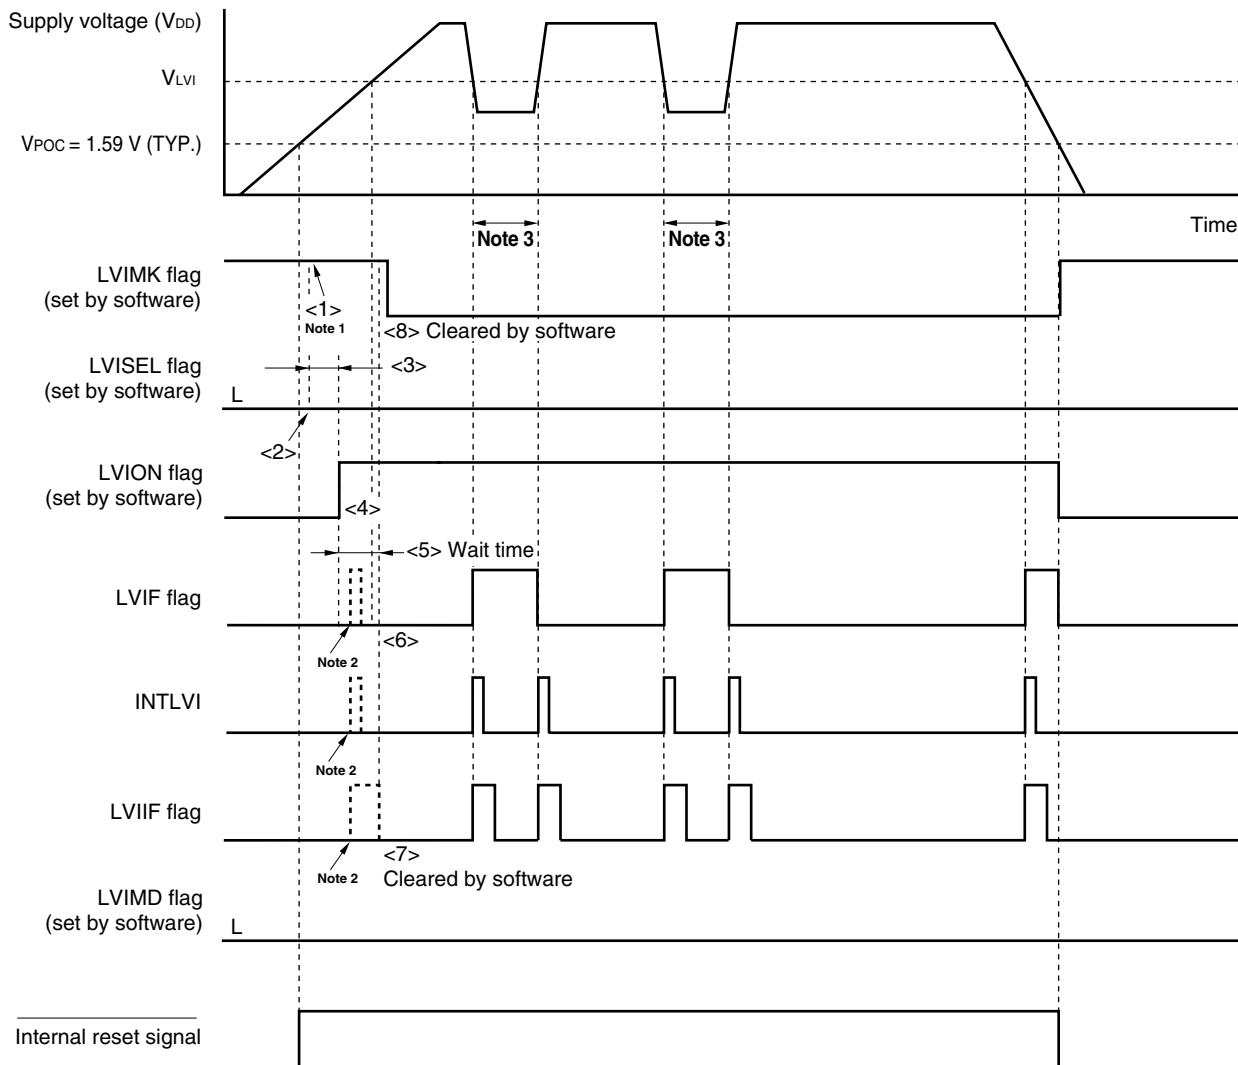 Supply voltage (VDD)
VLVI
VPOC = 1.59 V (TYP.)
Time
Note 3
Note 3
LVIMK flag
(set by software)
<1>
Note 1
<8> Cleared by software
LVISEL flag
(set by software)
L
<3>
<2>
LVION flag
(set by software)
<4>
<5> Wait time
LVIF flag
<6>
Note 2
INTLVI
Note 2
LVIIF flag
<7>
Cleared by software
Note 2
LVIMD flag
(set by software)
L
Internal reset signal